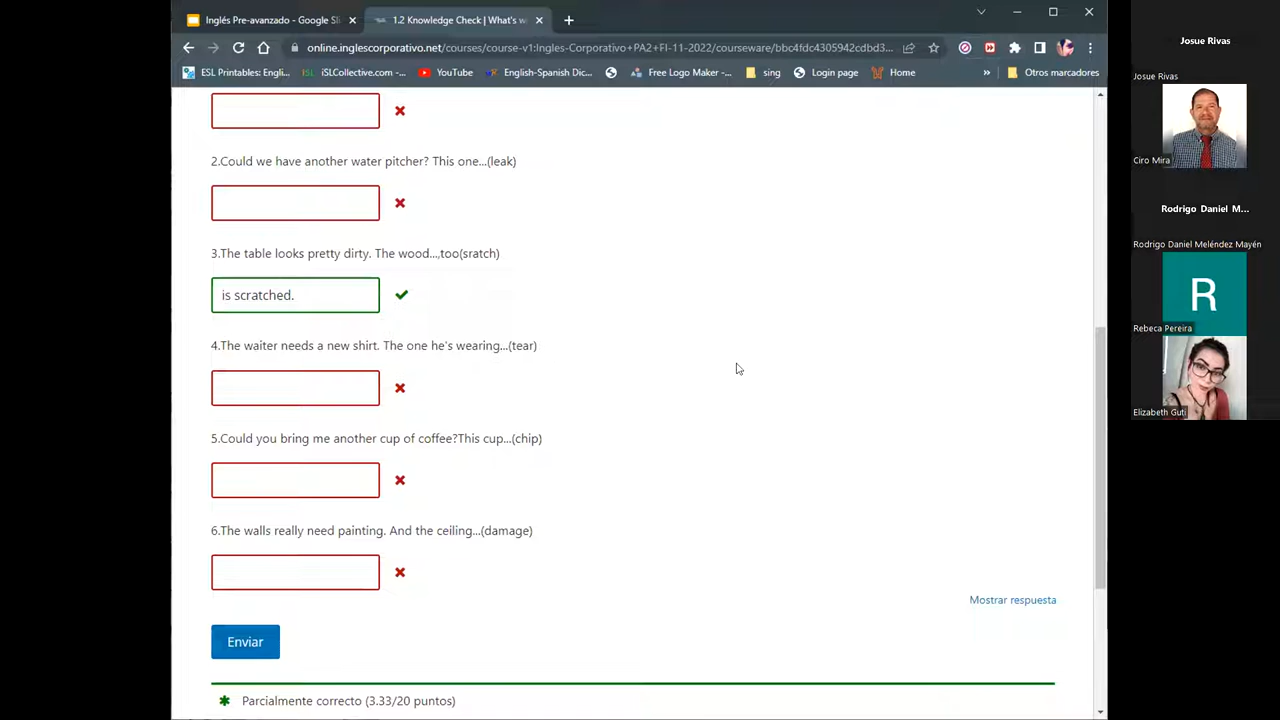 Inglés Pre-avanzado - Google Sli
1.2 Knowledge Check | What's w
online.inglescorporativo.net/courses/course-v1:Ingles-Corporativo+PA2+FI-11-2022/courseware/bbc4fdc4305942cdbd3...
ESL Printables: Engli...
iSLCollective.com -...
YouTube
English-Spanish Dic...
Free Logo Maker -...
sing
Login page
Home
»
Otros marcadores
2.Could we have another water pitcher? This one...(leak)
3.The table looks pretty dirty. The wood...,too(sratch)
is scratched.
4.The waiter needs a new shirt. The one he's wearing...(tear)
5.Could you bring me another cup of coffee?This cup...(chip)
6.The walls really need painting. And the ceiling...(damage)
Mostrar respuesta
Enviar
Parcialmente correcto (3.33/20 puntos)
Josue Rivas
Josue Rivas
Ciro Mira
Rodrigo Daniel M...
Rodrigo Daniel Meléndez Mayén
R
Rebeca Pereira
Elizabeth Guti